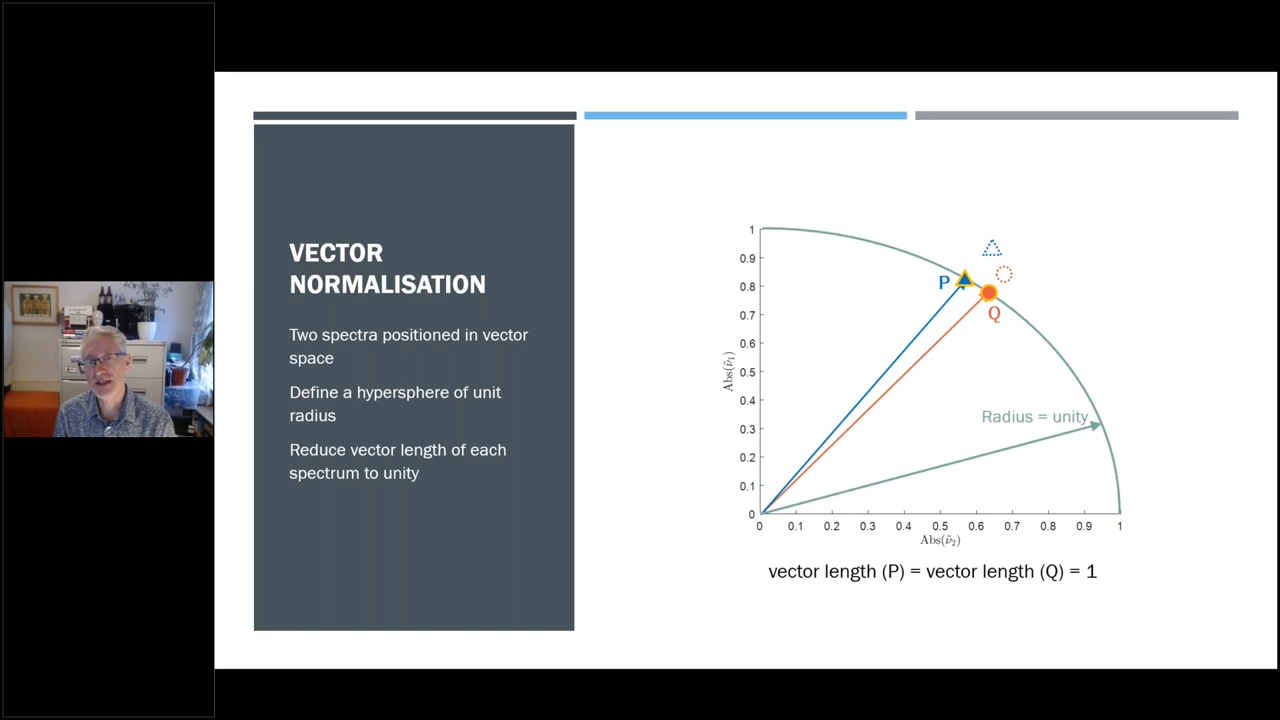 VECTOR
NORMALISATION
Two spectra positioned in vector
space
Define a hypersphere of unit
radius
Reduce vector length of each
spectrum to unity
1
0.9
0.8
0.7
0.6
0.5
0.4
0.3
0.2
0.1
0
Abs(ν̃₁)
P
Q
Radius = unity
0 0.1 0.2 0.3 0.4 0.5 0.6 0.7 0.8 0.9 1
Abs(ν̃₂)
vector length (P) = vector length (Q) = 1